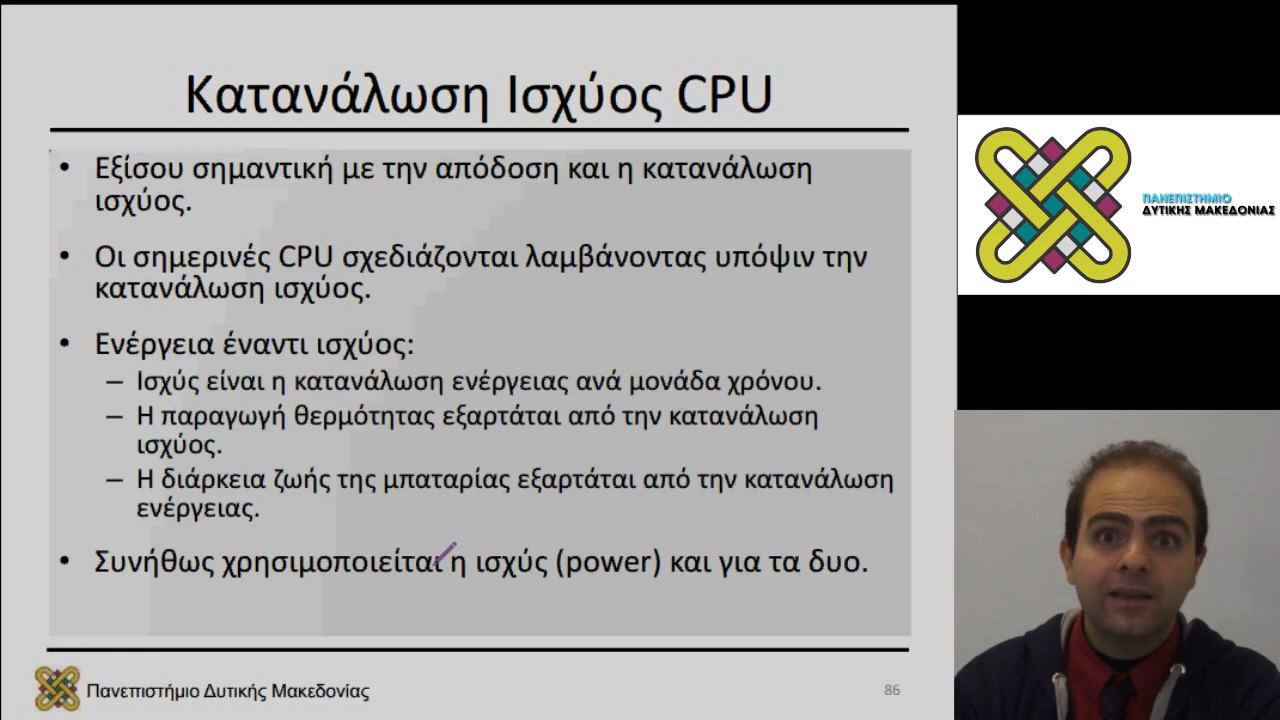 Κατανάλωση Ισχύος CPU
• Εξίσου σημαντική με την απόδοση και η κατανάλωση
ισχύος.
• Οι σημερινές CPU σχεδιάζονται λαμβάνοντας υπόψιν την
κατανάλωση ισχύος.
• Ενέργεια έναντι ισχύος:
– Ισχύς είναι η κατανάλωση ενέργειας ανά μονάδα χρόνου.
– Η παραγωγή θερμότητας εξαρτάται από την κατανάλωση
ισχύος.
– Η διάρκεια ζωής της μπαταρίας εξαρτάται από την κατανάλωση
ενέργειας.
• Συνήθως χρησιμοποιείται η ισχύς (power) και για τα δυο.
Πανεπιστήμιο Δυτικής Μακεδονίας
86
ΠΑΝΕΠΙΣΤΗΜΙΟ
ΔΥΤΙΚΗΣ ΜΑΚΕΔΟΝΙΑΣ